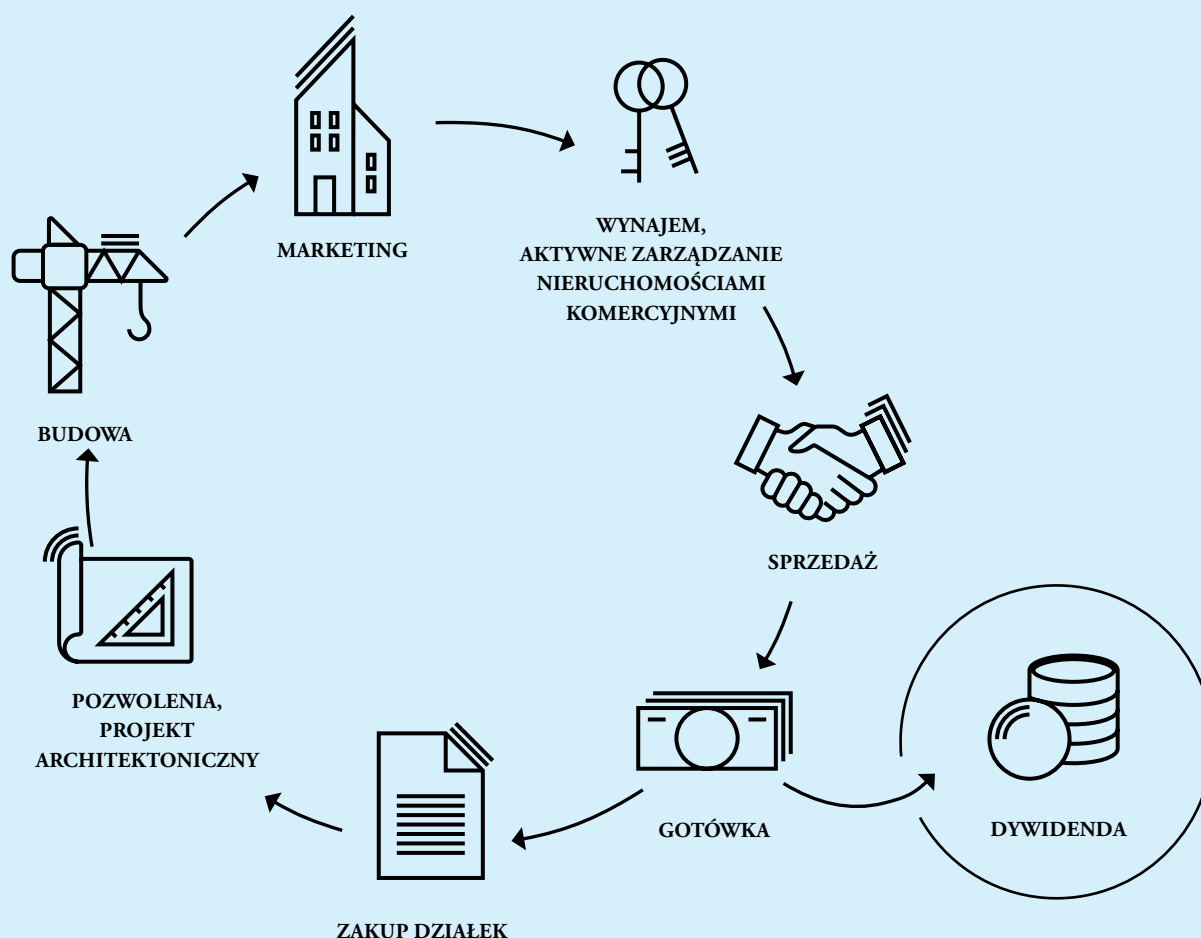 MARKETING
WYNAJEM,
AKTYWNE ZARZĄDZANIE
NIERUCHOMOŚCIAMI
KOMERCYJNYMI
BUDOWA
SPRZEDAŻ
POZWOLENIA,
PROJEKT
ARCHITEKTONICZNY
GOTÓWKA
DYWIDENDA
ZAKUP DZIAŁEK